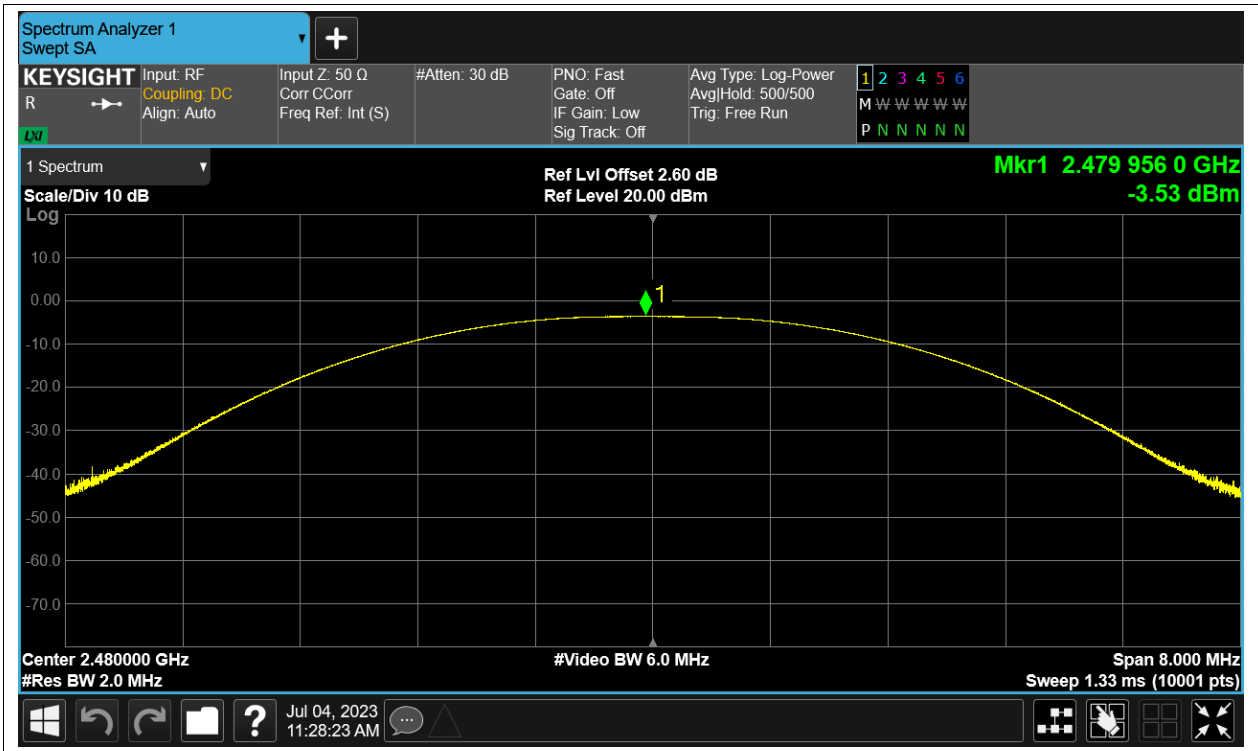 Spectrum Analyzer 1
Swept SA
KEYSIGHT
R
LXI
Input: RF
Coupling: DC
Align: Auto
Input Z: 50 Ω
Corr CCorr
Freq Ref: Int (S)
#Atten: 30 dB
PNO: Fast
Gate: Off
IF Gain: Low
Sig Track: Off
Avg Type: Log-Power
Avg|Hold: 500/500
Trig: Free Run
1 2 3 4 5 6
M W W W W W
P N N N N N
1 Spectrum
Scale/Div 10 dB
Log
Ref Lvl Offset 2.60 dB
Ref Level 20.00 dBm
Mkr1 2.479 956 0 GHz
-3.53 dBm
10.0
0.00
-10.0
-20.0
-30.0
-40.0
-50.0
-60.0
-70.0
1
Center 2.480000 GHz
#Res BW 2.0 MHz
#Video BW 6.0 MHz
Span 8.000 MHz
Sweep 1.33 ms (10001 pts)
?
Jul 04, 2023
11:28:23 AM